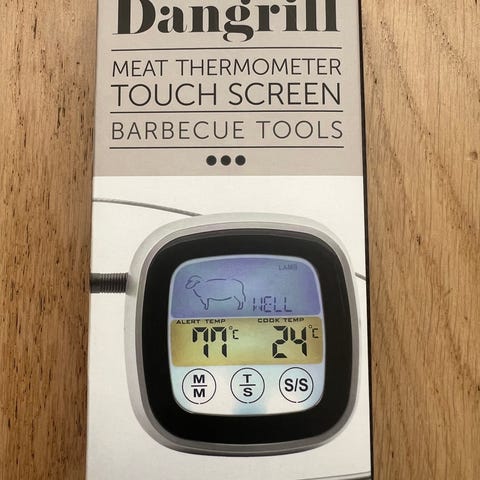 Dangrill
MEAT THERMOMETER
TOUCH SCREEN
BARBECUE TOOLS
LAMB
WELL
ALERT TEMP COOK TEMP
77°C 24°C
M/M T/S S/S